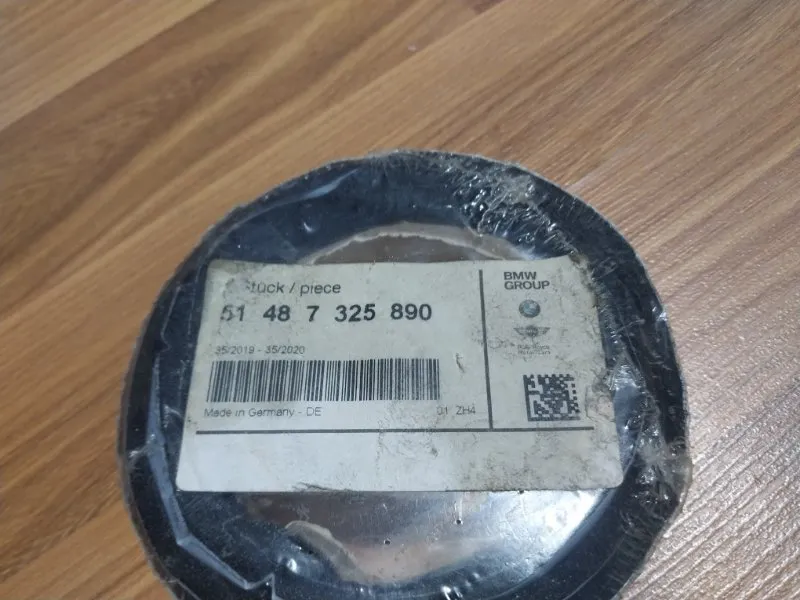 Stück / piece
51 48 7 325 890
35/2019 - 35/2020
Made in Germany - DE
01 ZH4
BMW
GROUP